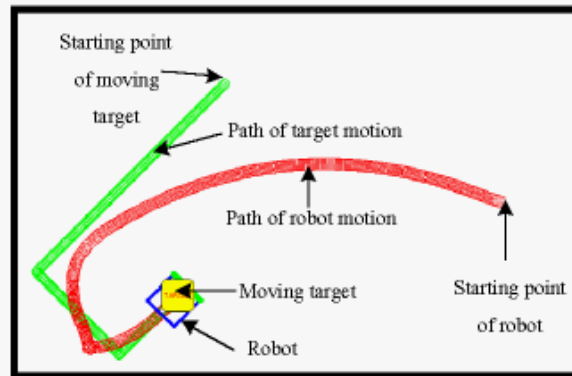 Starting point
of moving
target
Path of target motion
Path of robot motion
Moving target
Starting point
of robot
Robot